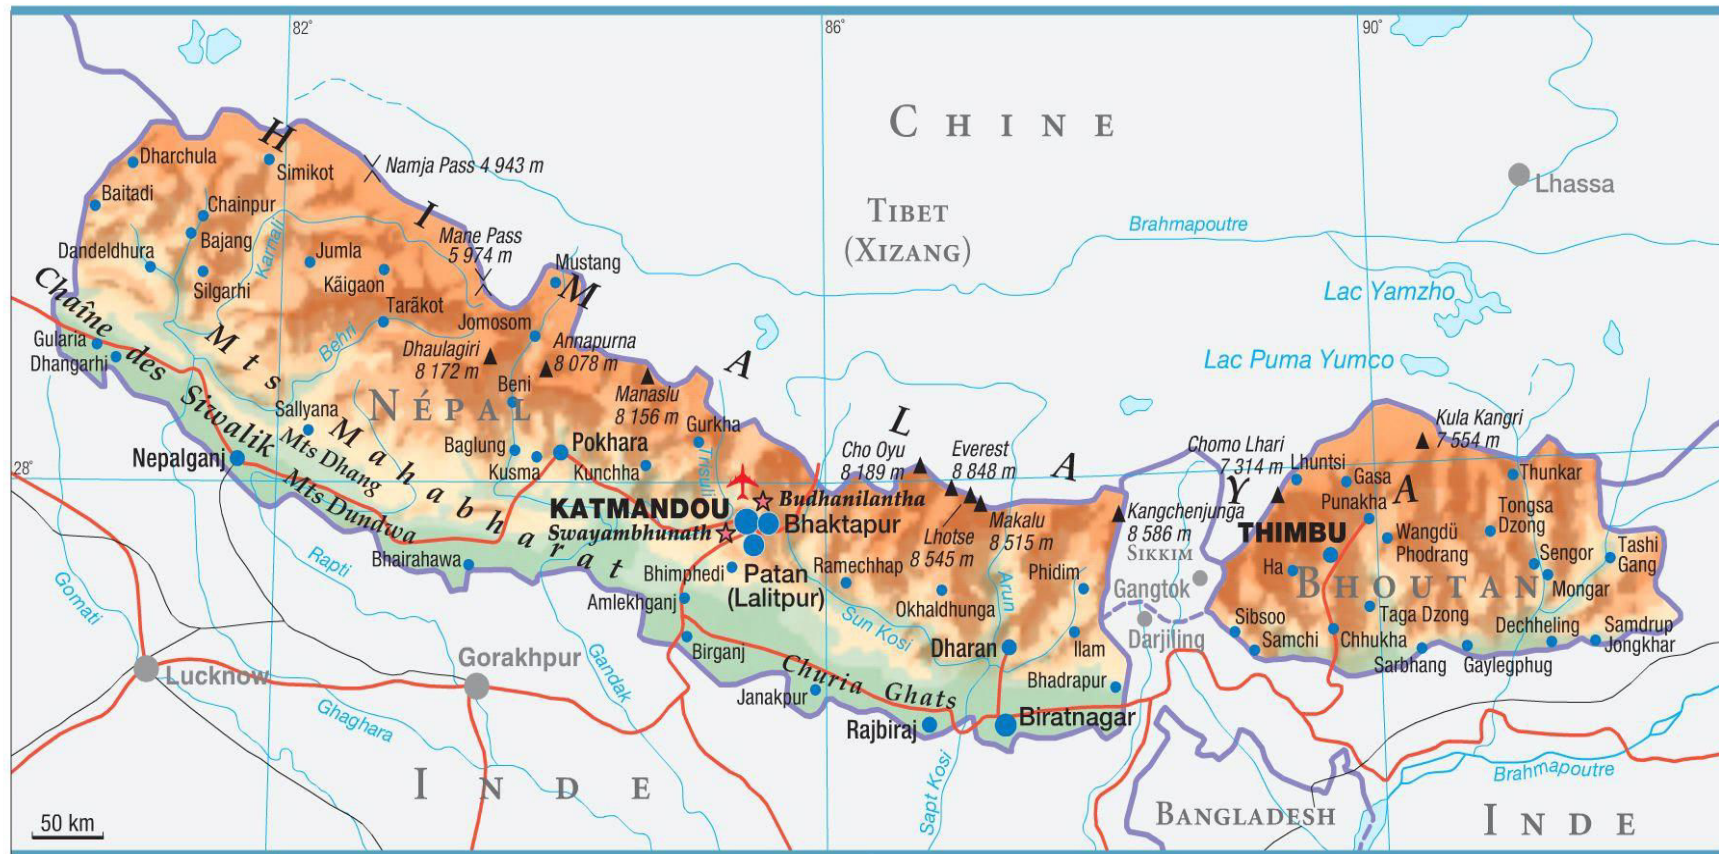 82°
86°
90°
CHINE
HIMALAYA
Dharchula
Simikot
Namja Pass 4 943 m
Lhassa
Baitadi
Chainpur
TIBET
(XIZANG)
Brahmapoutre
Karnali
Bajang
Mane Pass
5 974 m
Dandeldhura
Jumla
Mustang
Silgarhi
Kãigaon
Tarãkot
Lac Yamzho
Chaîne des Siwalik
Mts Mahabharat
Jomosom
Gularia
Dhangarhi
Behri
Dhaulagiri
8 172 m
Annapurna
8 078 m
Lac Puma Yumco
Beni
Manaslu
8 156 m
NÉPAL
Sallyana
Mts Dhang
Gurkha
Kula Kangri
7 554 m
Baglung
Pokhara
Cho Oyu
8 189 m
Everest
8 848 m
Chomo Lhari
7 314 m
28°
Nepalganj
Kusma
Kunchha
Trisuli
Lhuntsi
Gasa
Thunkar
Mts Dundwa
Budhanilantha
Punakha
Tongsa
Dzong
KATMANDOU
Bhaktapur
Swayambhunath
Lhotse
8 545 m
Makalu
8 515 m
Kangchenjunga
8 586 m
SIKKIM
THIMBU
Wangdü
Phodrang
Sengor
Tashi
Gang
Bhairahawa
Bhimphedi
Patan
(Lalitpur)
Ramechhap
Phidim
Gangtok
Ha
BHOUTAN
Mongar
Rapti
Gomati
Amlekhganj
Okhaldhunga
Arun
Sun Kosi
Sibsoo
Samchi
Taga Dzong
Chhukha
Dechheling
Samdrup
Jongkhar
Birganj
Dharan
Ilam
Darjiling
Sarbhang
Gaylegphug
Lucknow
Gorakhpur
Gandak
Churia Ghats
Janakpur
Bhadrapur
Ghaghara
Rajbiraj
Biratnagar
INDE
Sapt Kosi
Brahmapoutre
BANGLADESH
INDE
50 km